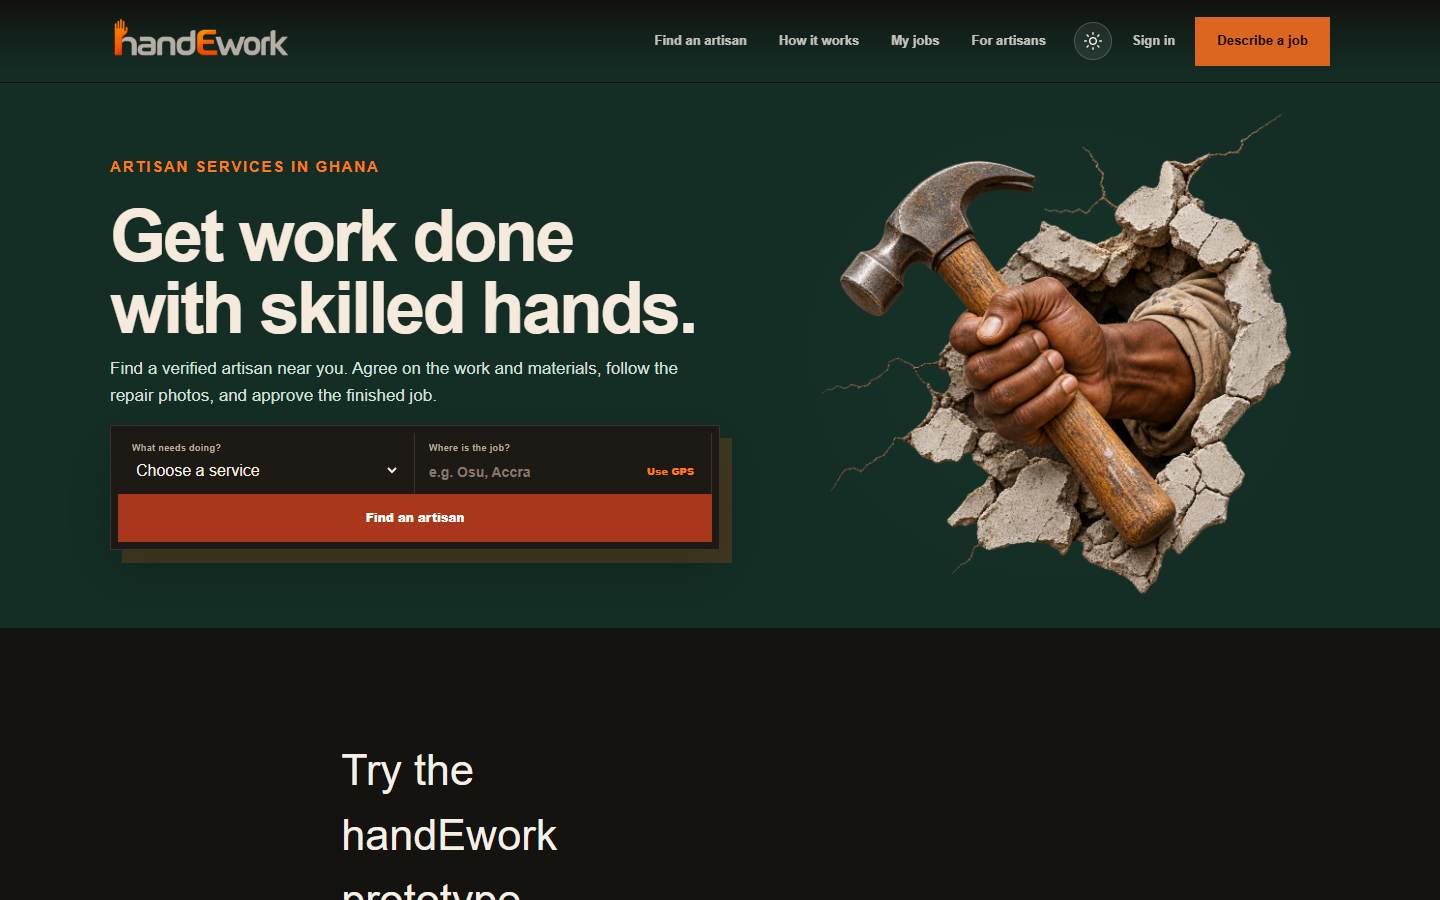 handEwork
Find an artisan
How it works
My jobs
For artisans
Sign in
Describe a job
ARTISAN SERVICES IN GHANA
Get work done
with skilled hands.
Find a verified artisan near you. Agree on the work and materials, follow the
repair photos, and approve the finished job.
What needs doing?
Choose a service
Where is the job?
e.g. Osu, Accra
Use GPS
Find an artisan
Try the
handEwork
prototype